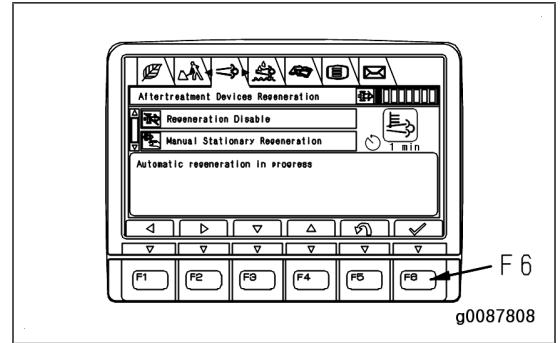 Aftertreatment Devices Regeneration
Regeneration Disable
Manual Stationary Regeneration
1 min
Automatic regeneration in progress
F1 F2 F3 F4 F5 F6
F6
g0087808